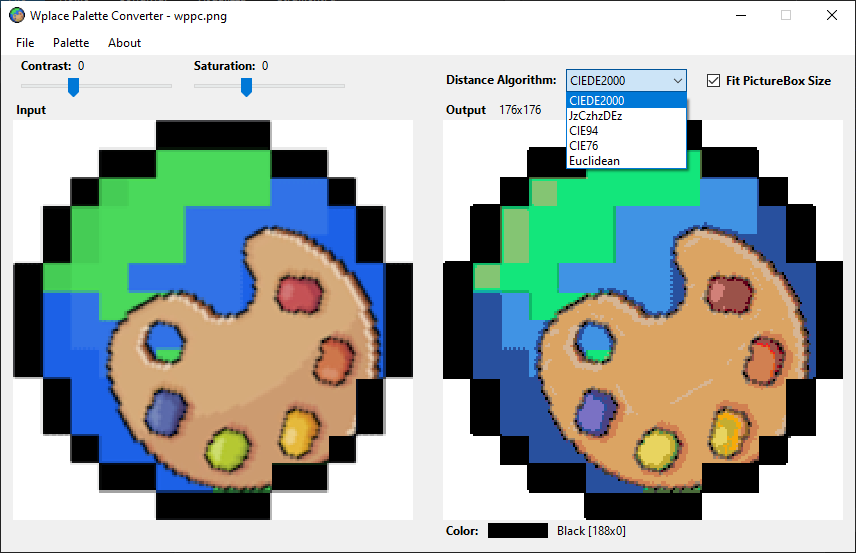 Wplace Palette Converter - wppc.png
File Palette About
Contrast: 0 Saturation: 0
Distance Algorithm: CIEDE2000 Fit PictureBox Size
Input
Output 176x176
CIEDE2000
JzCzhzDEz
CIE94
CIE76
Euclidean
Color: Black [188x0]